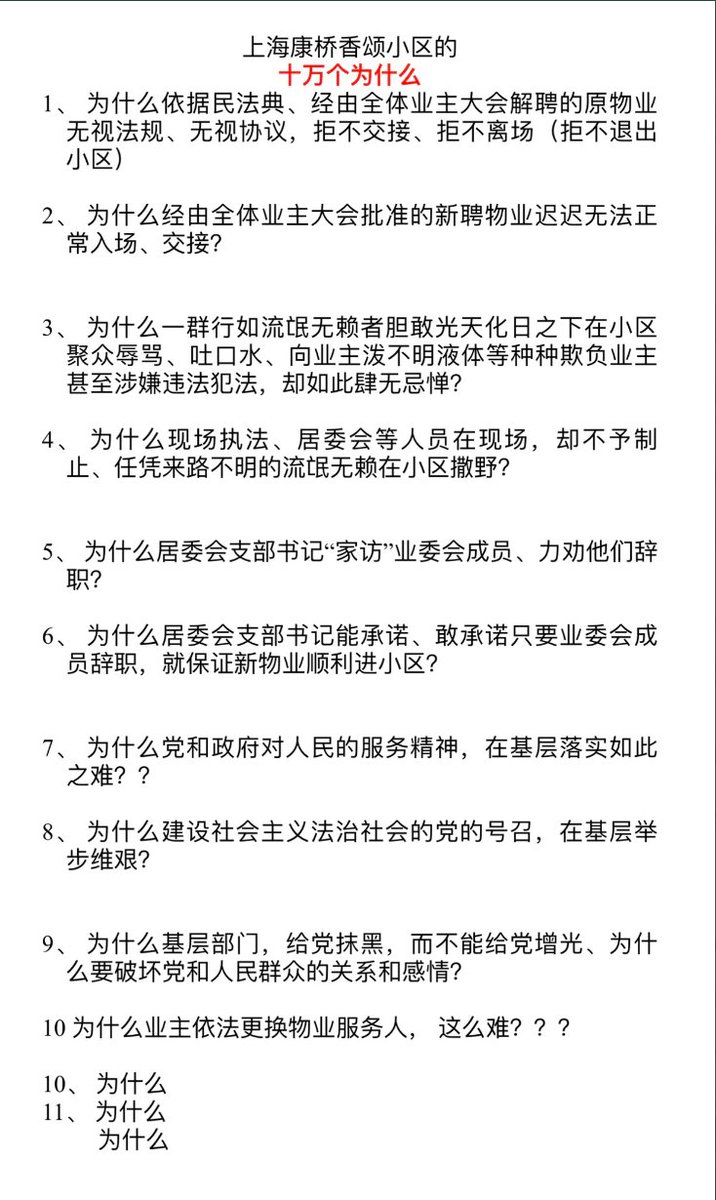 上海康桥香颂小区的
十万个为什么
1、 为什么依据民法典、经由全体业主大会解聘的原物业
无视法规、无视协议，拒不交接、拒不离场（拒不退出
小区）
2、 为什么经由全体业主大会批准的新聘物业迟迟无法正
常入场、交接？
3、 为什么一群行如流氓无赖者胆敢光天化日之下在小区
聚众辱骂、吐口水、向业主泼不明液体等种种欺负业主
甚至涉嫌违法犯法，却如此肆无忌惮？
4、 为什么现场执法、居委会等人员在现场，却不予制
止、任凭来路不明的流氓无赖在小区撒野？
5、 为什么居委会支部书记“家访”业委会成员、力劝他们辞
职？
6、 为什么居委会支部书记能承诺、敢承诺只要业委会成
员辞职，就保证新物业顺利进小区？
7、 为什么党和政府对人民的服务精神，在基层落实如此
之难？？
8、 为什么建设社会主义法治社会的党的号召，在基层举
步维艰？
9、 为什么基层部门，给党抹黑，而不能给党增光、为什
么要破坏党和人民群众的关系和感情？
10 为什么业主依法更换物业服务人， 这么难？？？
10、 为什么
11、 为什么
为什么